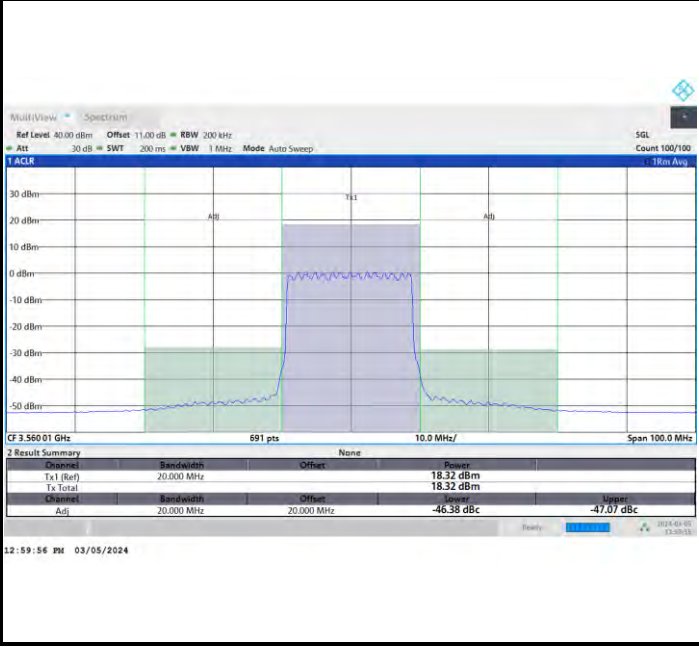 MultiView Spectrum
Ref Level 40.00 dBm Offset 11.00 dB RBW 200 kHz SGL
Att 30 dB SWT 200 ms VBW 1 MHz Mode Auto Sweep Count 100/100
1 ACLR 1Rm Avg
30 dBm
Tx1
20 dBm
Adj Adj
10 dBm
0 dBm
-10 dBm
-20 dBm
-30 dBm
-40 dBm
-50 dBm
CF 3.560 01 GHz 691 pts 10.0 MHz/ Span 100.0 MHz
2 Result Summary None
Channel Bandwidth Offset Power
Tx1 (Ref) 20.000 MHz 18.32 dBm
Tx Total 18.32 dBm
Channel Bandwidth Offset Lower Upper
Adj 20.000 MHz 20.000 MHz -46.38 dBc -47.07 dBc
Ready 2024-03-05
12:59:56 PM 03/05/2024